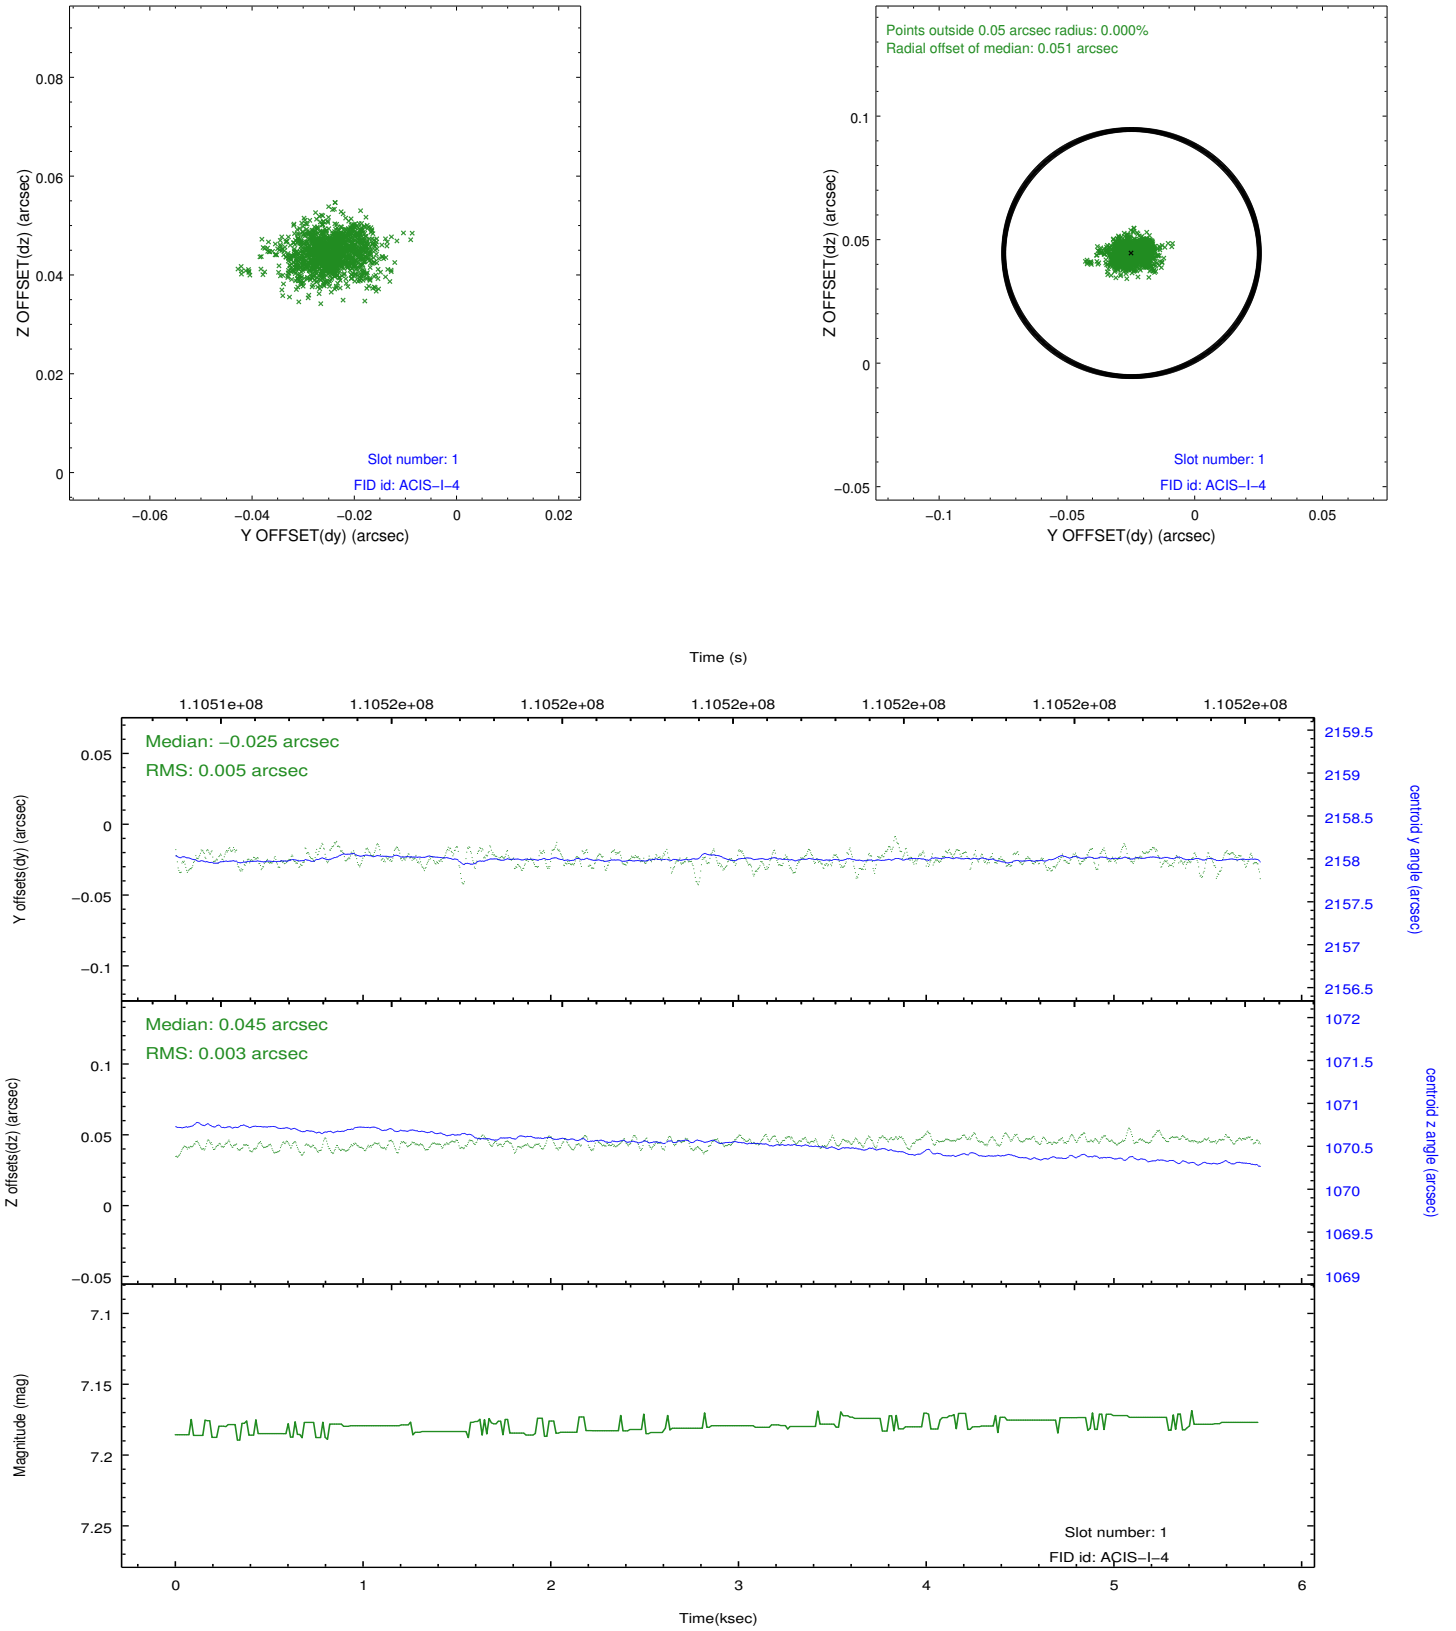 0.08
0.06
0.04
0.02
0
Z OFFSET(dz) (arcsec)
Slot number: 1
FID id: ACIS−I−4
−0.06 −0.04 −0.02 0 0.02
Y OFFSET(dy) (arcsec)
Points outside 0.05 arcsec radius: 0.000%
Radial offset of median: 0.051 arcsec
0.1
0.05
0
−0.05
Z OFFSET(dz) (arcsec)
Slot number: 1
FID id: ACIS−I−4
−0.1 −0.05 0 0.05
Y OFFSET(dy) (arcsec)
Time (s)
1.1051e+08 1.1052e+08 1.1052e+08 1.1052e+08 1.1052e+08 1.1052e+08 1.1052e+08
Median: −0.025 arcsec
RMS: 0.005 arcsec
0.05
0
−0.05
−0.1
Y offsets(dy) (arcsec)
2159.5
2159
2158.5
2158
2157.5
2157
2156.5
centroid y angle (arcsec)
Median: 0.045 arcsec
RMS: 0.003 arcsec
0.1
0.05
0
−0.05
Z offsets(dz) (arcsec)
1072
1071.5
1071
1070.5
1070
1069.5
1069
centroid z angle (arcsec)
7.1
7.15
7.2
7.25
Magnitude (mag)
Slot number: 1
FID id: ACIS−I−4
0 1 2 3 4 5 6
Time(ksec)